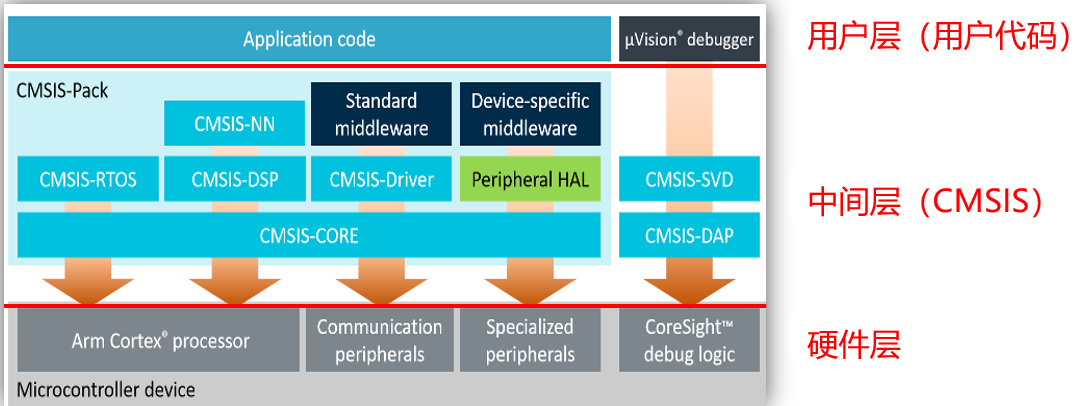 Application code
µVision® debugger
用户层（用户代码）
CMSIS-Pack
CMSIS-NN
Standard
middleware
Device-specific
middleware
CMSIS-RTOS
CMSIS-DSP
CMSIS-Driver
Peripheral HAL
CMSIS-SVD
中间层（CMSIS）
CMSIS-CORE
CMSIS-DAP
Arm Cortex® processor
Communication
peripherals
Specialized
peripherals
CoreSight™
debug logic
硬件层
Microcontroller device